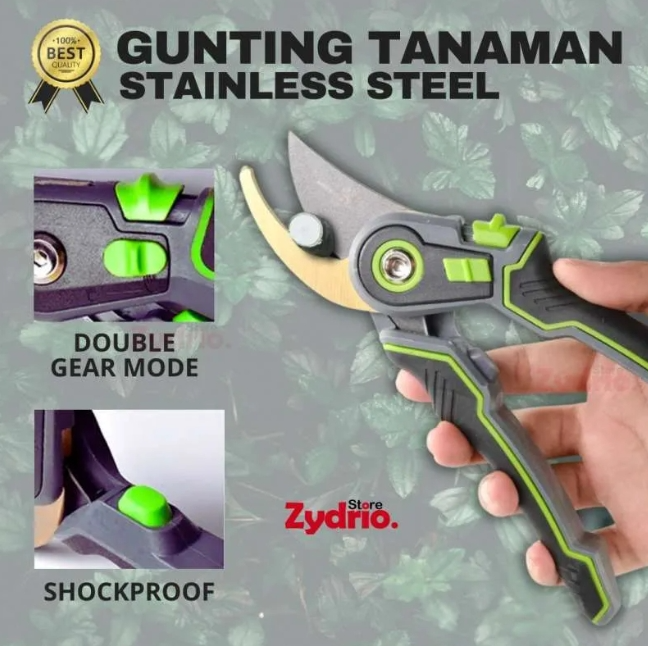 ·100%·
BEST
QUALITY
GUNTING TANAMAN
STAINLESS STEEL
DOUBLE
GEAR MODE
Store
Zydrio.
SHOCKPROOF